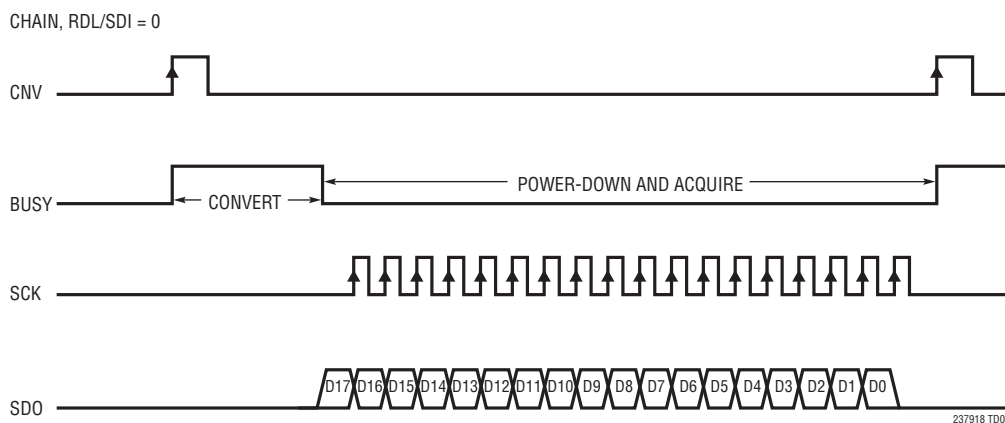 CHAIN, RDL/SDI = 0
CNV
BUSY
CONVERT
POWER-DOWN AND ACQUIRE
SCK
SDO
D17 D16 D15 D14 D13 D12 D11 D10 D9 D8 D7 D6 D5 D4 D3 D2 D1 D0
237918 TD0